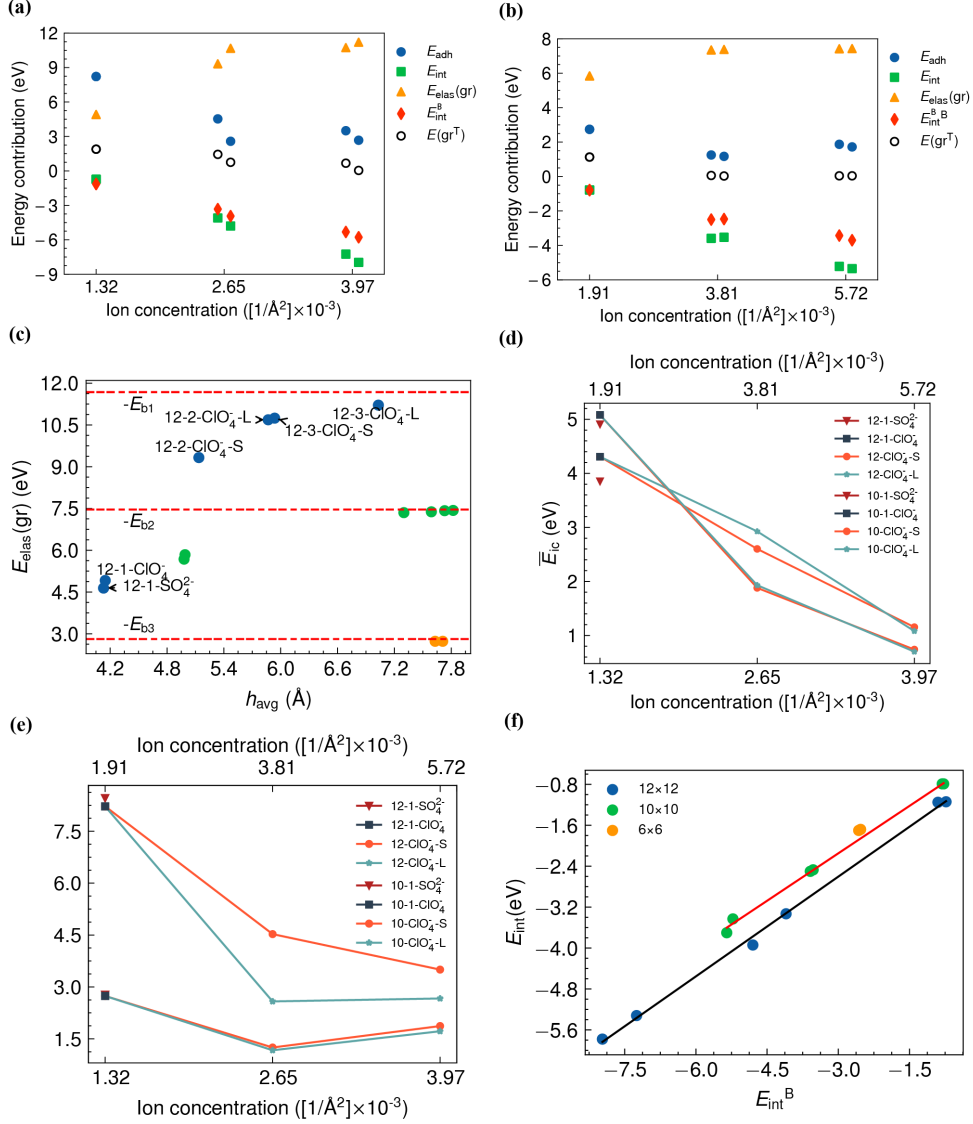 (a)
12
9
6
3
0
−3
−6
−9
Energy contribution (eV)
1.32
2.65
3.97
Ion concentration ([1/Å²]×10⁻³)
E_adh
E_int
E_elas(gr)
E_int^B
E(gr^T)
(b)
8
6
4
2
0
−2
−4
−6
Energy contribution (eV)
1.91
3.81
5.72
Ion concentration ([1/Å²]×10⁻³)
E_adh
E_int
E_elas(gr)
E_int^B B
E(gr^T)
(c)
12.0
10.5
9.0
7.5
6.0
4.5
3.0
E_elas(gr) (eV)
-E_b1
12-2-ClO₄⁻-L
12-3-ClO₄⁻-L
12-3-ClO₄⁻-S
12-2-ClO₄⁻-S
-E_b2
12-1-ClO₄⁻
12-1-SO₄²⁻
-E_b3
4.2
4.8
5.4
6.0
6.6
7.2
7.8
h_avg (Å)
(d)
Ion concentration ([1/Å²]×10⁻³)
1.91
3.81
5.72
5
4
3
2
1
E̅_ic (eV)
12-1-SO₄²⁻
12-1-ClO₄⁻
12-ClO₄⁻-S
12-ClO₄⁻-L
10-1-SO₄²⁻
10-1-ClO₄⁻
10-ClO₄⁻-S
10-ClO₄⁻-L
1.32
2.65
3.97
Ion concentration ([1/Å²]×10⁻³)
(e)
Ion concentration ([1/Å²]×10⁻³)
1.91
3.81
5.72
7.5
6.0
4.5
3.0
1.5
12-1-SO₄²⁻
12-1-ClO₄⁻
12-ClO₄⁻-S
12-ClO₄⁻-L
10-1-SO₄²⁻
10-1-ClO₄⁻
10-ClO₄⁻-S
10-ClO₄⁻-L
1.32
2.65
3.97
Ion concentration ([1/Å²]×10⁻³)
(f)
−0.8
−1.6
−2.4
−3.2
−4.0
−4.8
−5.6
E_int(eV)
12×12
10×10
6×6
−7.5
−6.0
−4.5
−3.0
−1.5
E_int^B